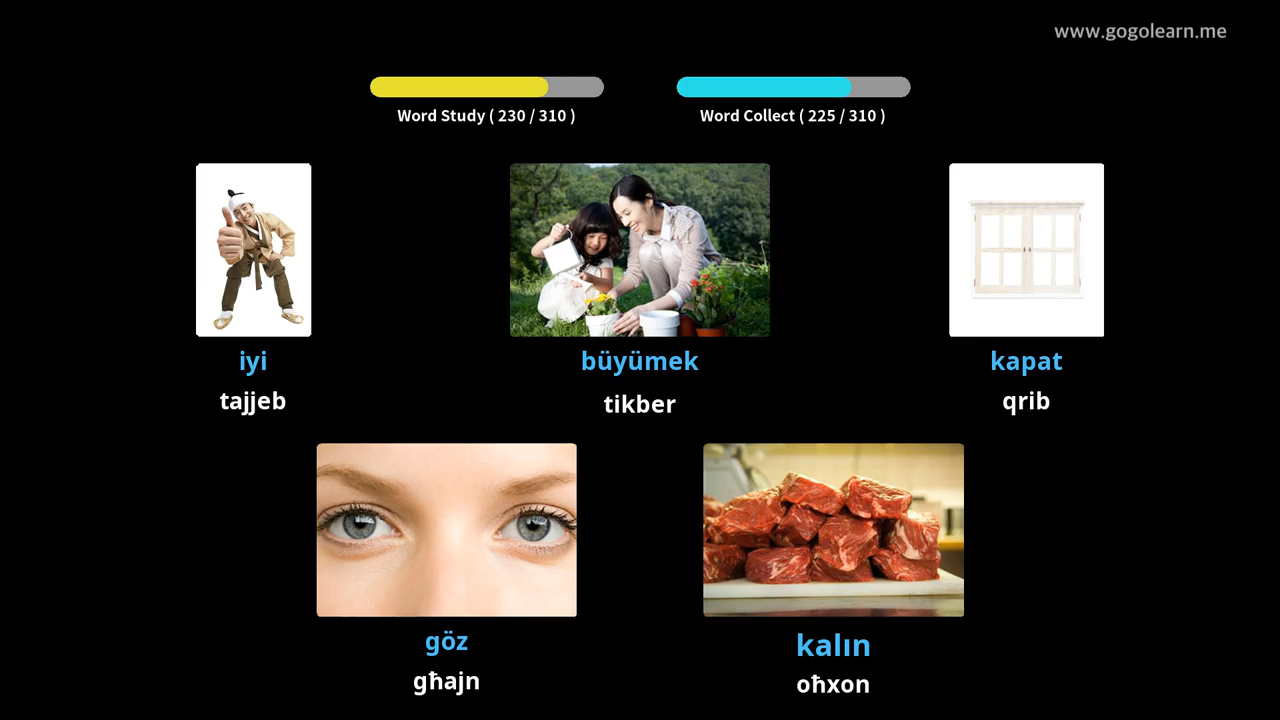 www.gogolearn.me
Word Study ( 230 / 310 )
Word Collect ( 225 / 310 )
iyi
büyümek
kapat
tajjeb
tikber
qrib
göz
kalın
għajn
oħxon